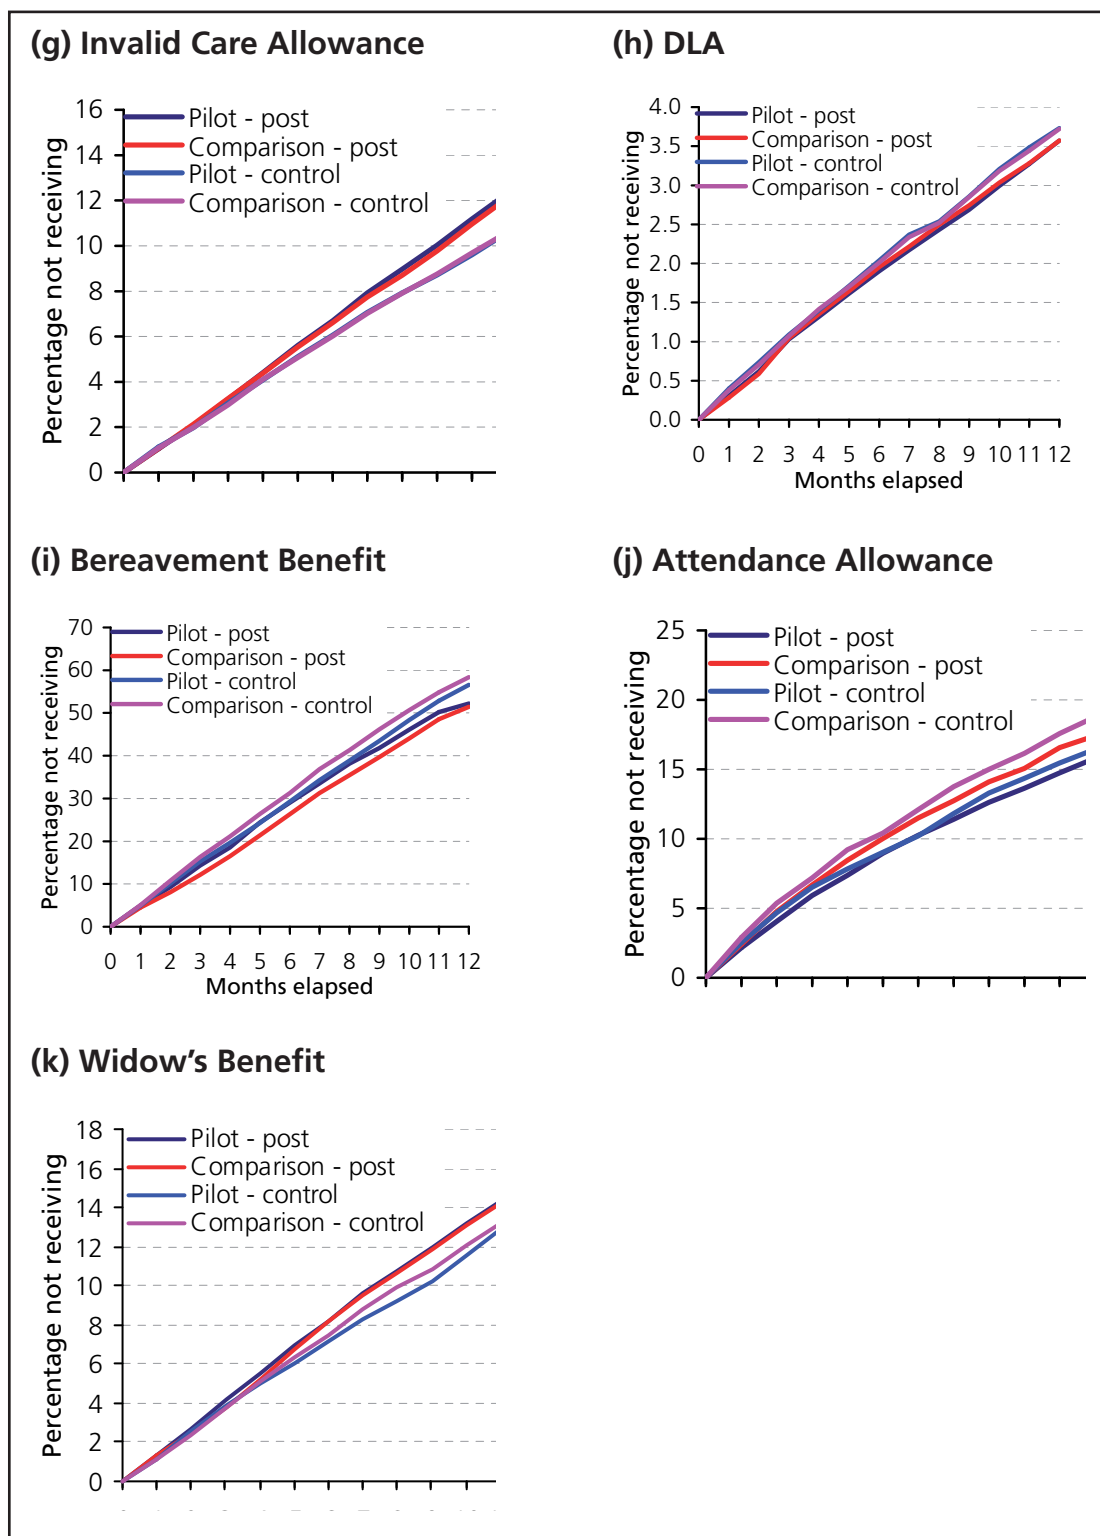 (g) Invalid Care Allowance
Percentage not receiving
16
14
12
10
8
6
4
2
0
Pilot - post
Comparison - post
Pilot - control
Comparison - control
(h) DLA
Percentage not receiving
4.0
3.5
3.0
2.5
2.0
1.5
1.0
0.5
0.0
Pilot - post
Comparison - post
Pilot - control
Comparison - control
0 1 2 3 4 5 6 7 8 9 10 11 12
Months elapsed
(i) Bereavement Benefit
Percentage not receiving
70
60
50
40
30
20
10
0
Pilot - post
Comparison - post
Pilot - control
Comparison - control
0 1 2 3 4 5 6 7 8 9 10 11 12
Months elapsed
(j) Attendance Allowance
Percentage not receiving
25
20
15
10
5
0
Pilot - post
Comparison - post
Pilot - control
Comparison - control
(k) Widow’s Benefit
Percentage not receiving
18
16
14
12
10
8
6
4
2
0
Pilot - post
Comparison - post
Pilot - control
Comparison - control